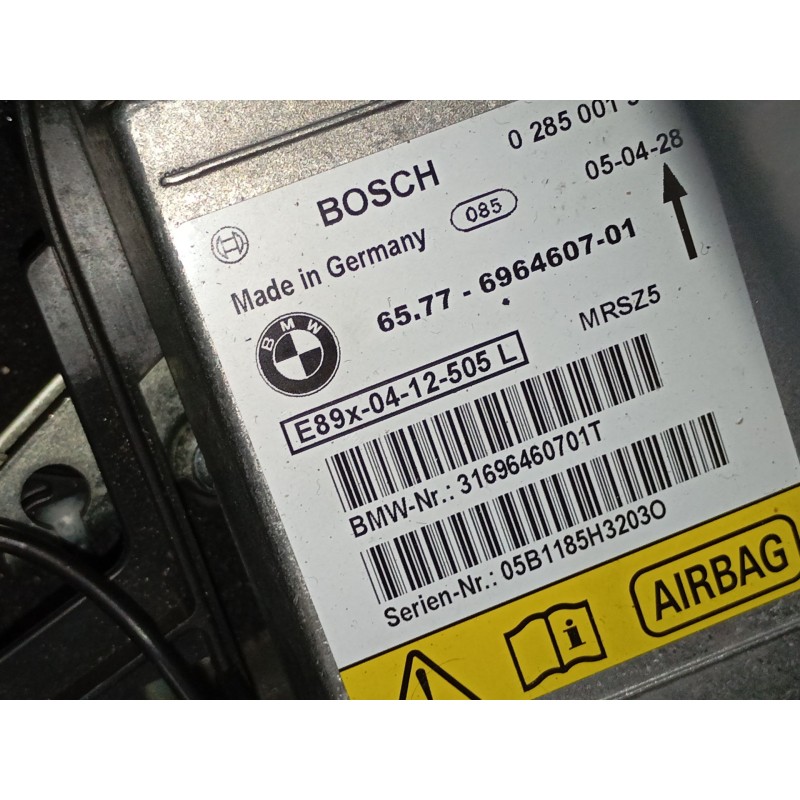 0 285 001
BOSCH
05-04-28
085
Made in Germany
65.77 - 6964607-01
BMW
MRSZ5
E89x-04-12-505 L
BMW-Nr.: 31696460701T
Serien-Nr.: 05B1185H3203O
AIRBAG